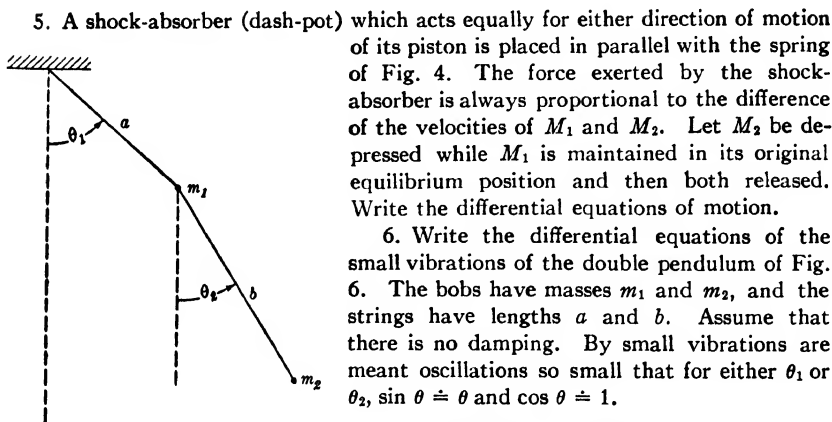 5. A shock-absorber (dash-pot) which acts equally for either direction of motion
of its piston is placed in parallel with the spring
of Fig. 4. The force exerted by the shock-
absorber is always proportional to the difference
of the velocities of M₁ and M₂. Let M₂ be de-
pressed while M₁ is maintained in its original
equilibrium position and then both released.
Write the differential equations of motion.
6. Write the differential equations of the
small vibrations of the double pendulum of Fig.
6. The bobs have masses m₁ and m₂, and the
strings have lengths a and b. Assume that
there is no damping. By small vibrations are
meant oscillations so small that for either θ₁ or
θ₂, sin θ ≐ θ and cos θ ≐ 1.
θ₁
a
m₁
θ₂
b
m₂